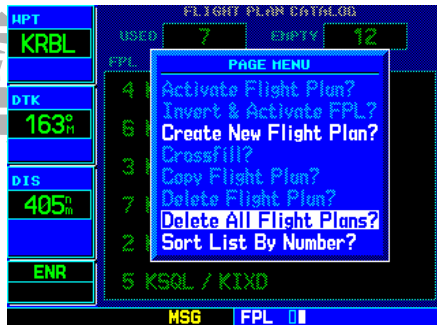 FLIGHT PLAN CATALOG
WPT
KRBL
USED 7 EMPTY 12
FPL
PAGE MENU
4 K
Activate Flight Plan?
Invert & Activate FPL?
DTK
163°M
6 K
Create New Flight Plan?
Crossfill?
3 K
Copy Flight Plan?
DIS
405nm
7 K
Delete Flight Plan?
Delete All Flight Plans?
2 K
Sort List By Number?
ENR
5 KSQL / KIXD
MSG FPL